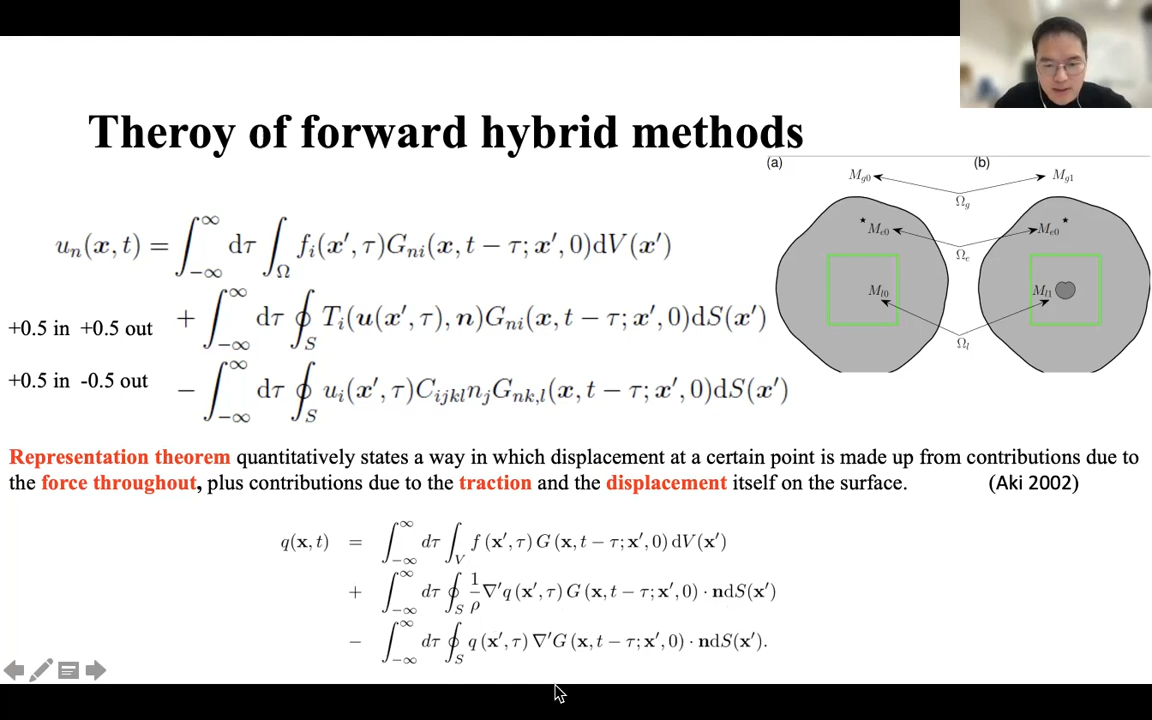 Theroy of forward hybrid methods
(a)
(b)
M_{g0}
M_{g1}
Ω_g
M_{e0}
M_{e0}
Ω_e
M_{l0}
M_{l1}
Ω_l
u_n(x, t) = ∫_{-∞}^{∞} dτ ∫_Ω f_i(x′, τ)G_{ni}(x, t − τ; x′, 0)dV(x′)
+0.5 in +0.5 out
+ ∫_{-∞}^{∞} dτ ∮_S T_i(u(x′, τ), n)G_{ni}(x, t − τ; x′, 0)dS(x′)
+0.5 in -0.5 out
− ∫_{-∞}^{∞} dτ ∮_S u_i(x′, τ)C_{ijkl}n_jG_{nk,l}(x, t − τ; x′, 0)dS(x′)
Representation theorem quantitatively states a way in which displacement at a certain point is made up from contributions due to
the force throughout, plus contributions due to the traction and the displacement itself on the surface. (Aki 2002)
q(x, t) = ∫_{-∞}^{∞} dτ ∫_V f(x′, τ) G(x, t − τ; x′, 0) dV(x′)
+ ∫_{-∞}^{∞} dτ ∮_S \frac{1}{ρ} ∇′q(x′, τ) G(x, t − τ; x′, 0) · ndS(x′)
− ∫_{-∞}^{∞} dτ ∮_S q(x′, τ) ∇′G(x, t − τ; x′, 0) · ndS(x′).